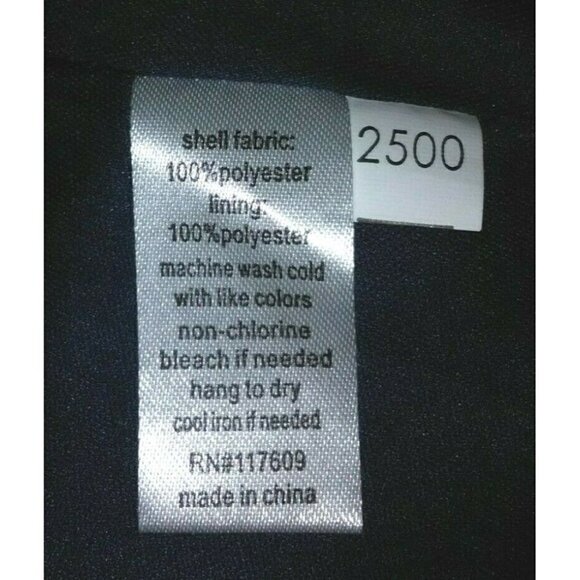 shell fabric:
100%polyester
lining:
100%polyester
machine wash cold
with like colors
non-chlorine
bleach if needed
hang to dry
cool iron if needed
RN#117609
made in china
2500